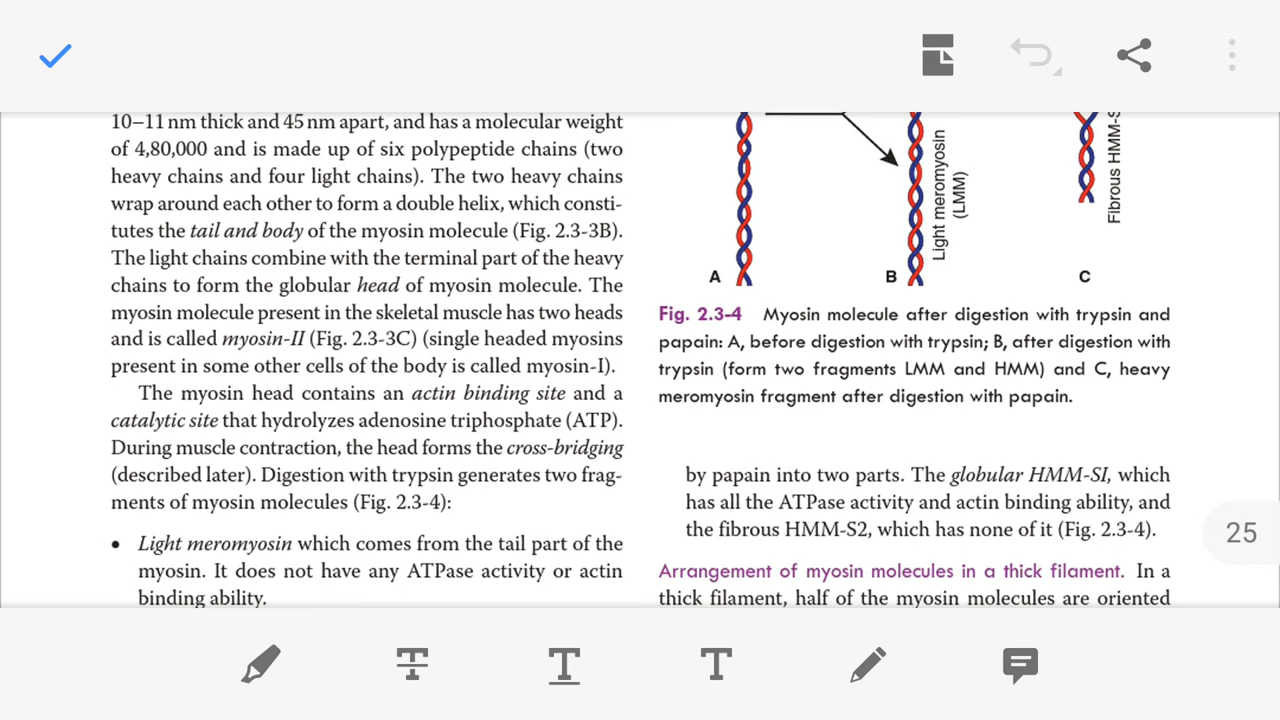 10–11 nm thick and 45 nm apart, and has a molecular weight
of 4,80,000 and is made up of six polypeptide chains (two
heavy chains and four light chains). The two heavy chains
wrap around each other to form a double helix, which consti-
tutes the tail and body of the myosin molecule (Fig. 2.3-3B).
The light chains combine with the terminal part of the heavy
chains to form the globular head of myosin molecule. The
myosin molecule present in the skeletal muscle has two heads
and is called myosin-II (Fig. 2.3-3C) (single headed myosins
present in some other cells of the body is called myosin-I).
The myosin head contains an actin binding site and a
catalytic site that hydrolyzes adenosine triphosphate (ATP).
During muscle contraction, the head forms the cross-bridging
(described later). Digestion with trypsin generates two frag-
ments of myosin molecules (Fig. 2.3-4):
• Light meromyosin which comes from the tail part of the
myosin. It does not have any ATPase activity or actin
binding ability.
A
Light meromyosin
(LMM)
B
Fibrous HMM-S
C
Fig. 2.3-4 Myosin molecule after digestion with trypsin and
papain: A, before digestion with trypsin; B, after digestion with
trypsin (form two fragments LMM and HMM) and C, heavy
meromyosin fragment after digestion with papain.
by papain into two parts. The globular HMM-SI, which
has all the ATPase activity and actin binding ability, and
the fibrous HMM-S2, which has none of it (Fig. 2.3-4).
Arrangement of myosin molecules in a thick filament. In a
thick filament, half of the myosin molecules are oriented
25
T
T
T